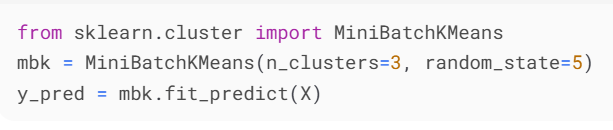 from sklearn.cluster import MiniBatchKMeans
mbk = MiniBatchKMeans(n_clusters=3, random_state=5)
y_pred = mbk.fit_predict(X)